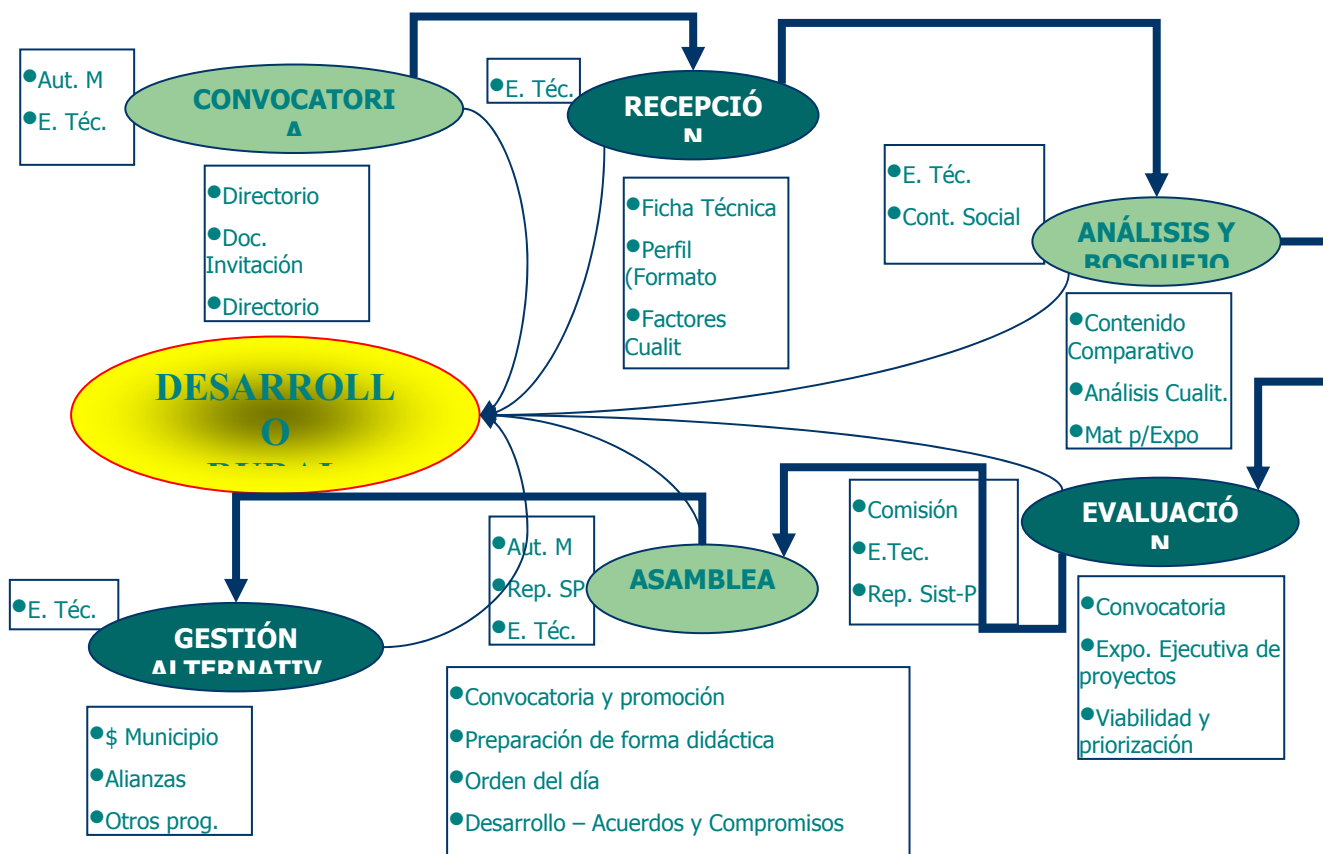 Aut. M
E. Téc.
CONVOCATORI
A
Directorio
Doc.
Invitación
Directorio
E. Téc.
RECEPCIÓ
N
Ficha Técnica
Perfil
(Formato
Factores
Cualit
E. Téc.
Cont. Social
ANÁLISIS Y
BOSQUEJO
Contenido
Comparativo
Análisis Cualit.
Mat p/Expo
DESARROLL
O
RURAL
Comisión
E.Tec.
Rep. Sist-P
EVALUACIÓ
N
Convocatoria
Expo. Ejecutiva de
proyectos
Viabilidad y
priorización
Aut. M
Rep. SP
E. Téc.
ASAMBLEA
Convocatoria y promoción
Preparación de forma didáctica
Orden del día
Desarrollo – Acuerdos y Compromisos
E. Téc.
GESTIÓN
ALTERNATIV
$ Municipio
Alianzas
Otros prog.